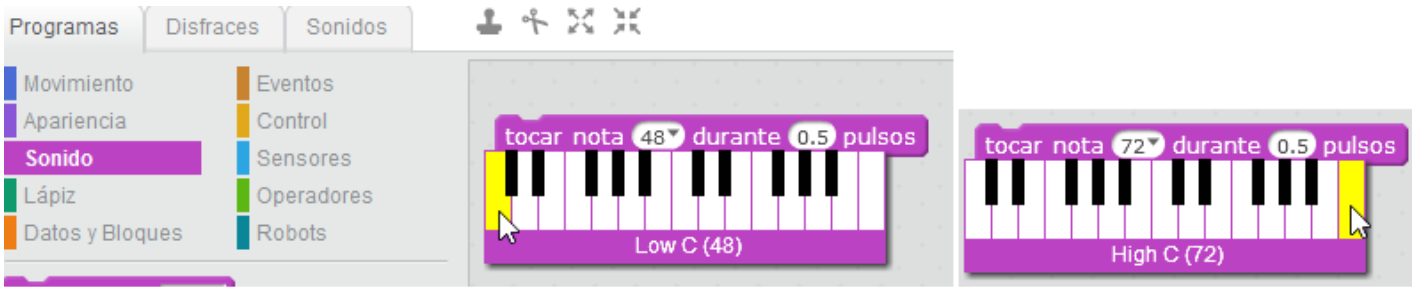 Programas Disfraces Sonidos
Movimiento Eventos
Apariencia Control
Sonido Sensores
Lápiz Operadores
Datos y Bloques Robots
tocar nota 48 durante 0.5 pulsos
Low C (48)
tocar nota 72 durante 0.5 pulsos
High C (72)